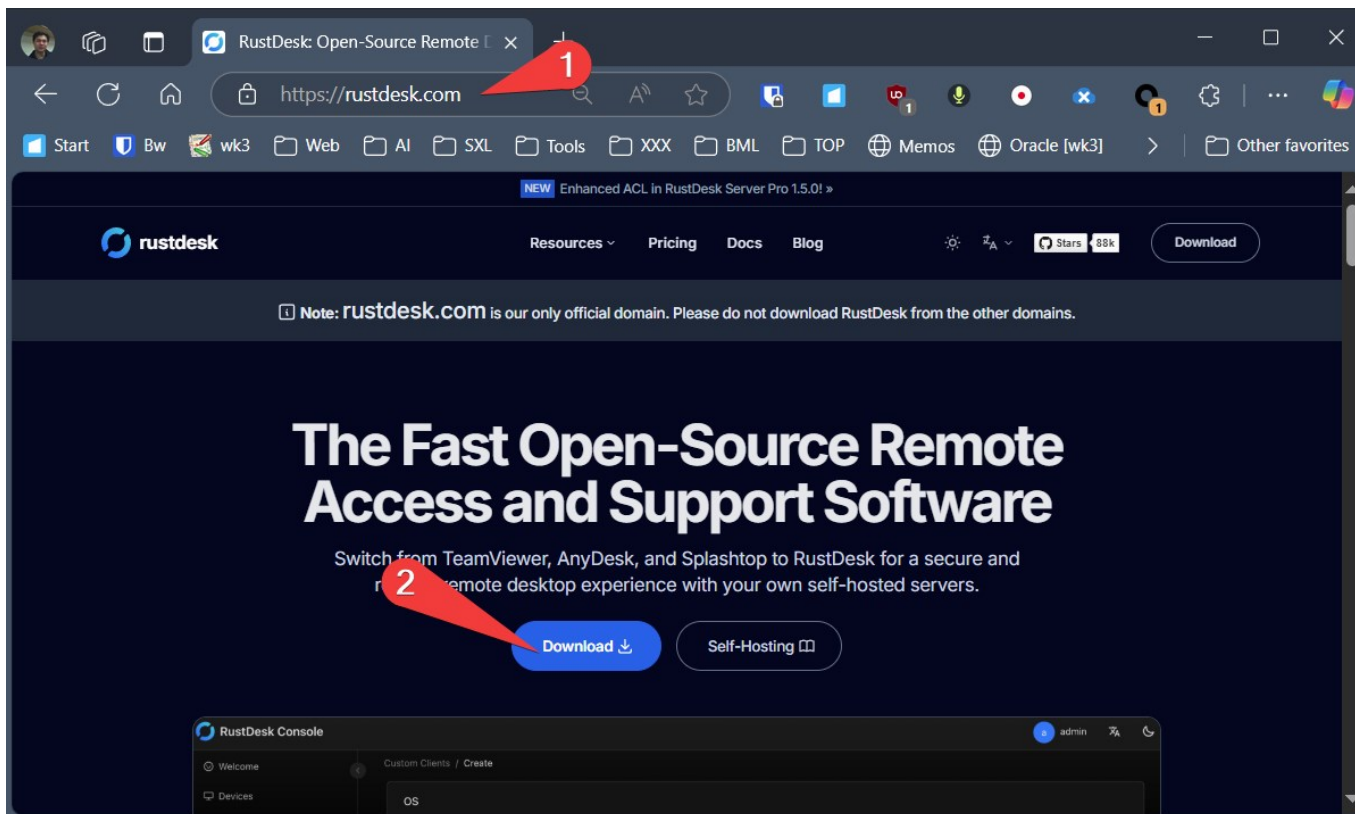 RustDesk: Open-Source Remote D
1
https://rustdesk.com
1
1
Start Bw wk3 Web AI SXL Tools XXX BML TOP Memos Oracle [wk3] Other favorites
NEW Enhanced ACL in RustDesk Server Pro 1.5.0! »
rustdesk Resources Pricing Docs Blog Stars 88k Download
Note: rustdesk.com is our only official domain. Please do not download RustDesk from the other domains.
The Fast Open-Source Remote
Access and Support Software
Switch from TeamViewer, AnyDesk, and Splashtop to RustDesk for a secure and
2
remote desktop experience with your own self-hosted servers.
Download Self-Hosting
RustDesk Console a admin
Welcome Custom Clients / Create
Devices OS